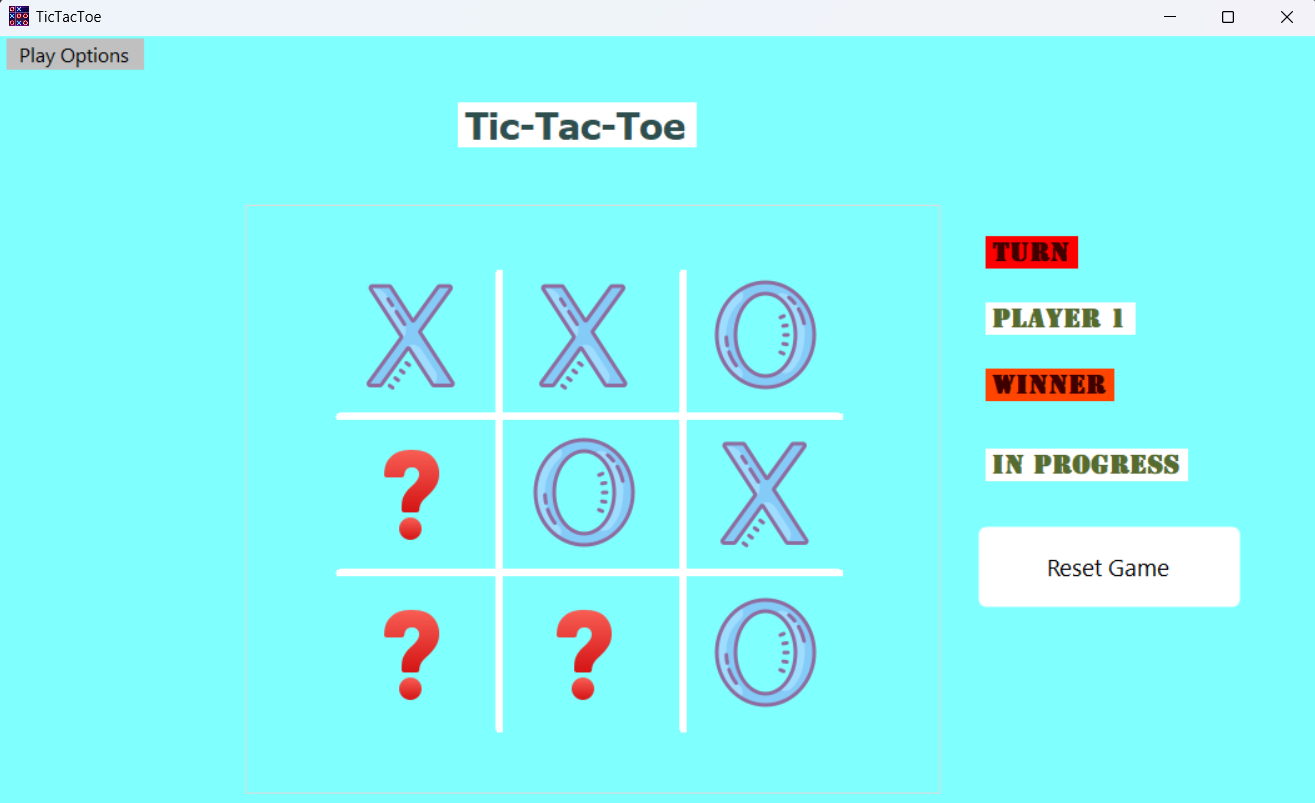 TicTacToe
Play Options
Tic-Tac-Toe
X X O
? O X
? ? O
TURN
PLAYER 1
WINNER
IN PROGRESS
Reset Game